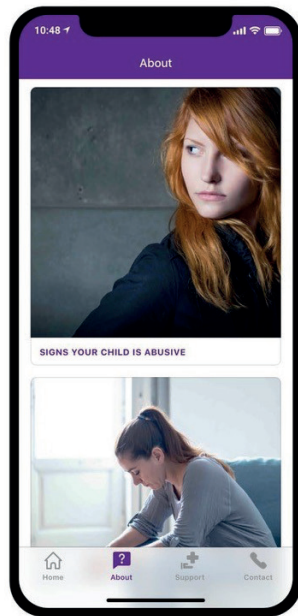 10:48
About
SIGNS YOUR CHILD IS ABUSIVE
?
Home
About
Support
Contact